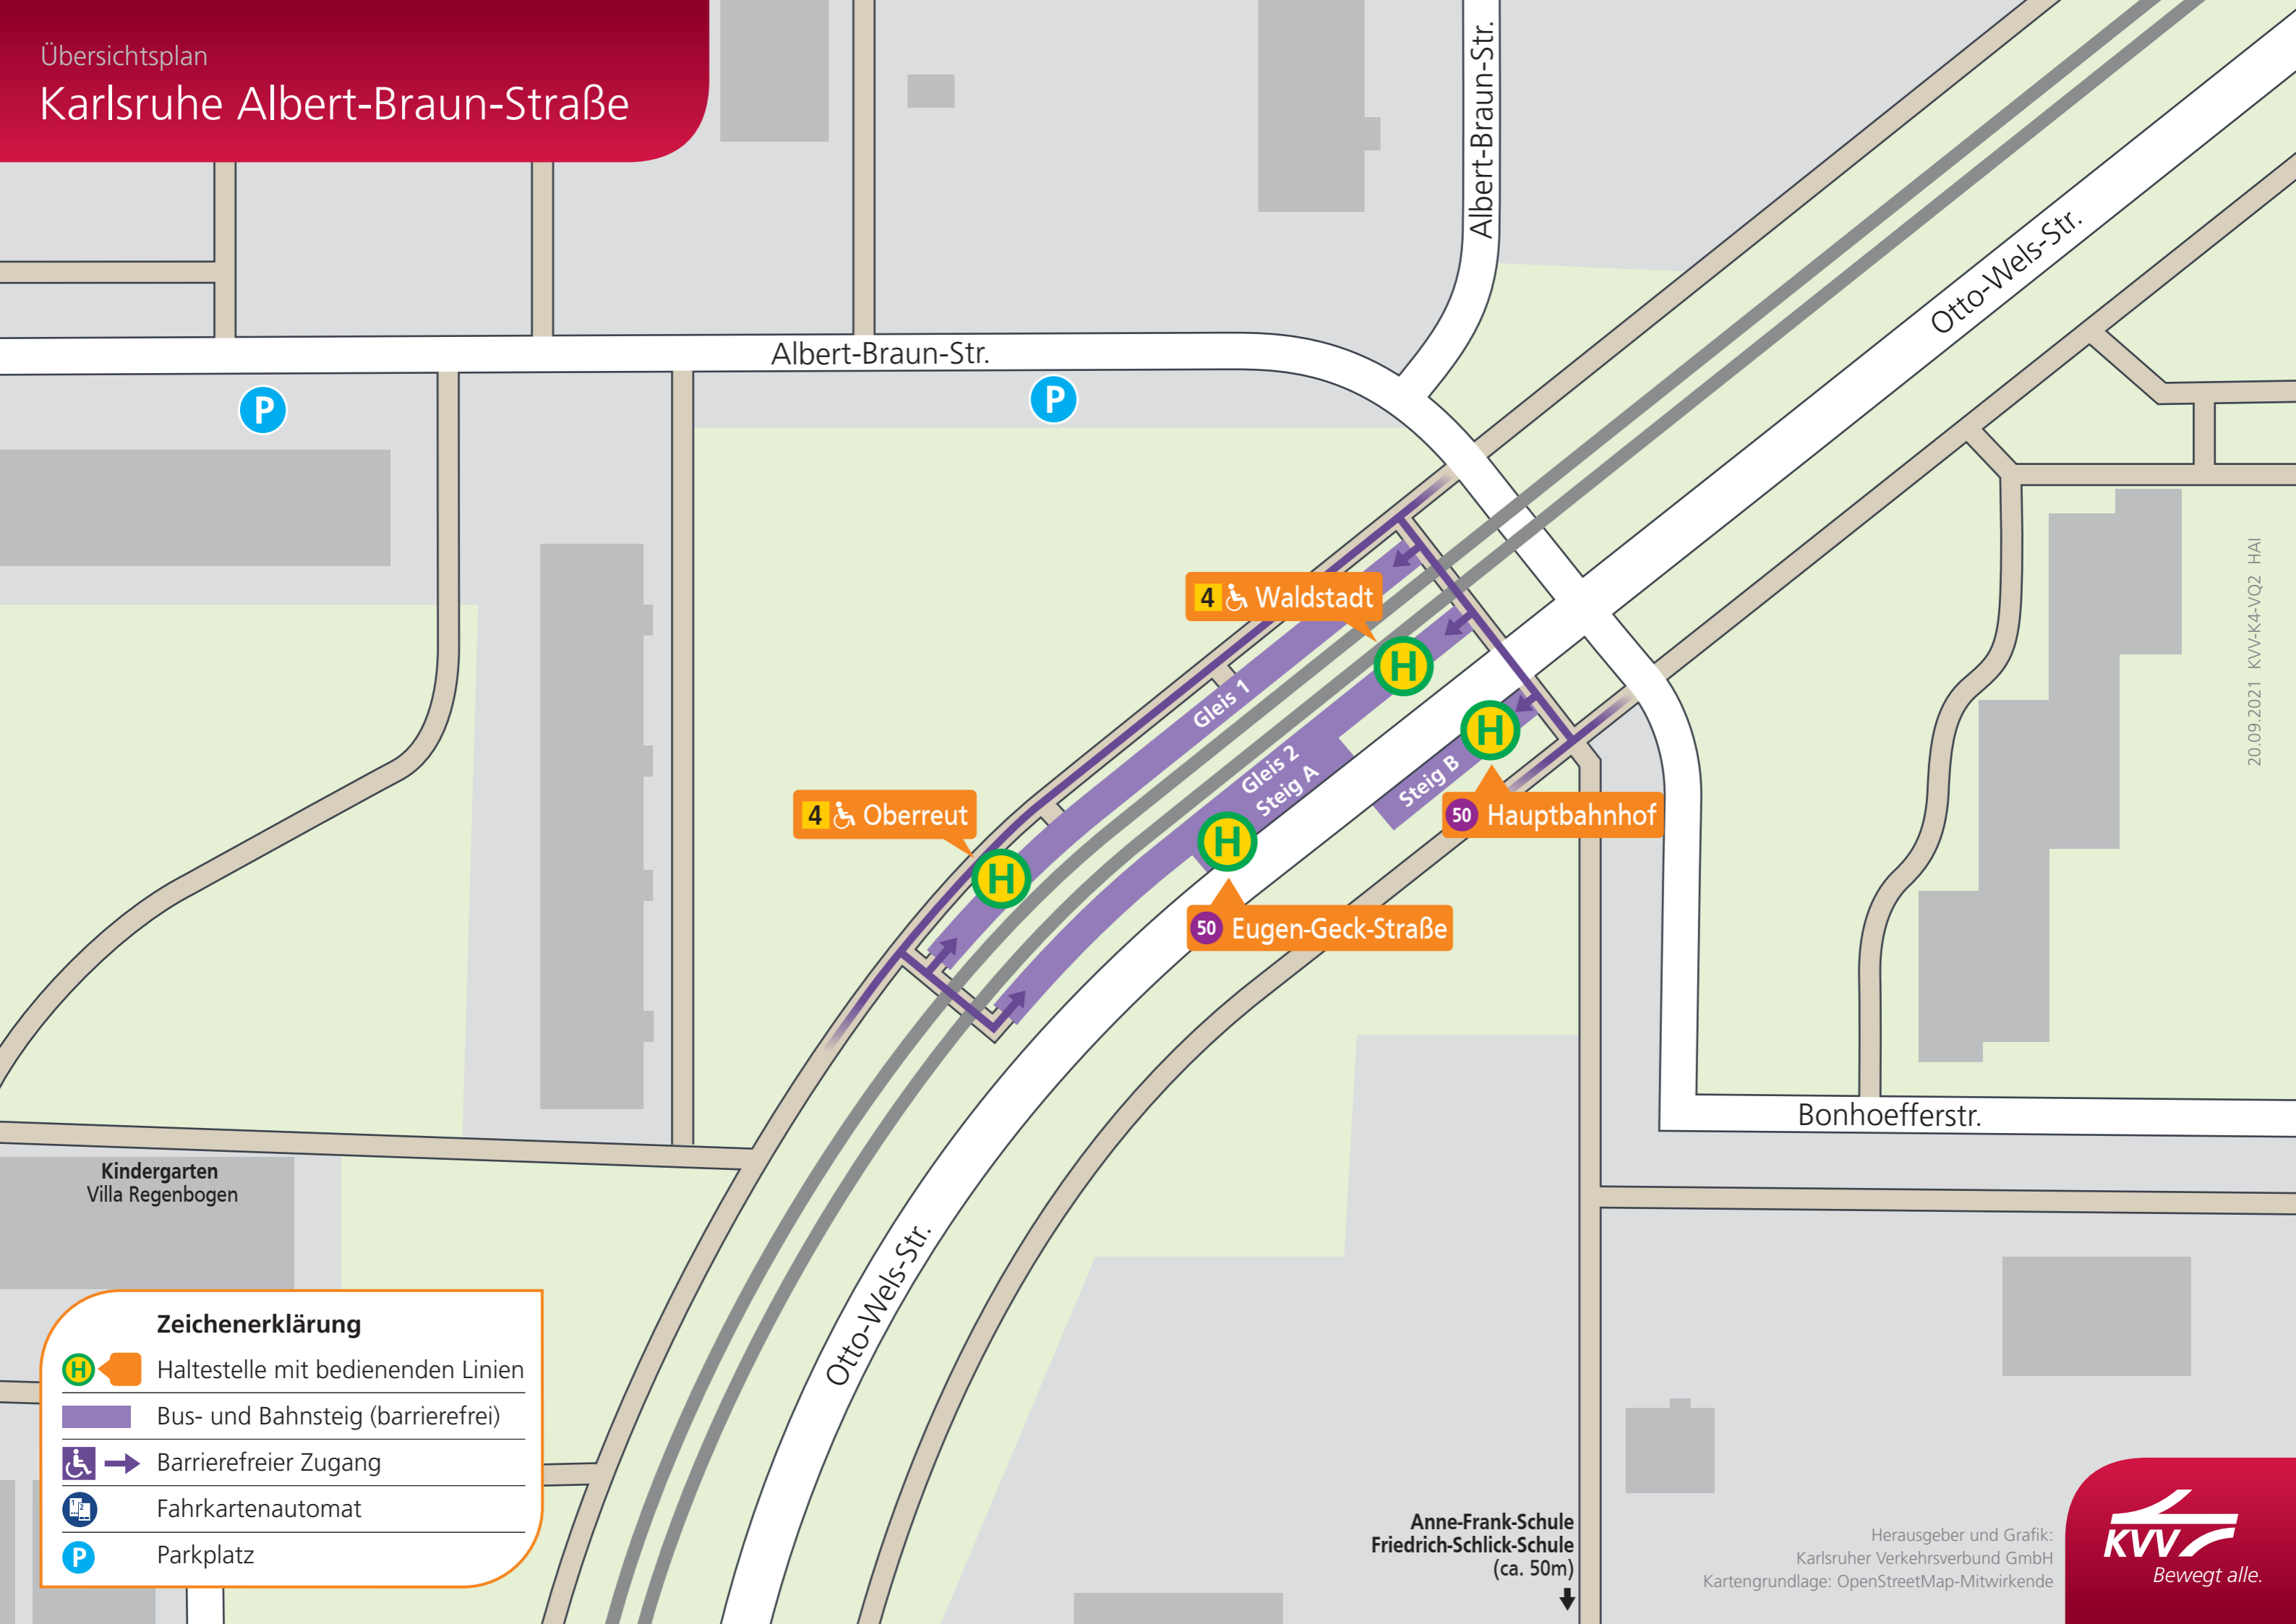 Übersichtsplan
Karlsruhe Albert-Braun-Straße
Albert-Braun-Str.
Otto-Wels-Str.
Albert-Braun-Str.
P
P
20.09.2021 KVV-K4-VQ2 HAI
4 Waldstadt
H
Gleis 1
H
Gleis 2
Steig A
Steig B
4 Oberreut
50 Hauptbahnhof
H
H
50 Eugen-Geck-Straße
Bonhoefferstr.
Kindergarten
Villa Regenbogen
Otto-Wels-Str.
Zeichenerklärung
H Haltestelle mit bedienenden Linien
Bus- und Bahnsteig (barrierefrei)
Barrierefreier Zugang
1 2 Fahrkartenautomat
P Parkplatz
Anne-Frank-Schule
Friedrich-Schlick-Schule
(ca. 50m)
Herausgeber und Grafik:
Karlsruher Verkehrsverbund GmbH
Kartengrundlage: OpenStreetMap-Mitwirkende
KVV
Bewegt alle.